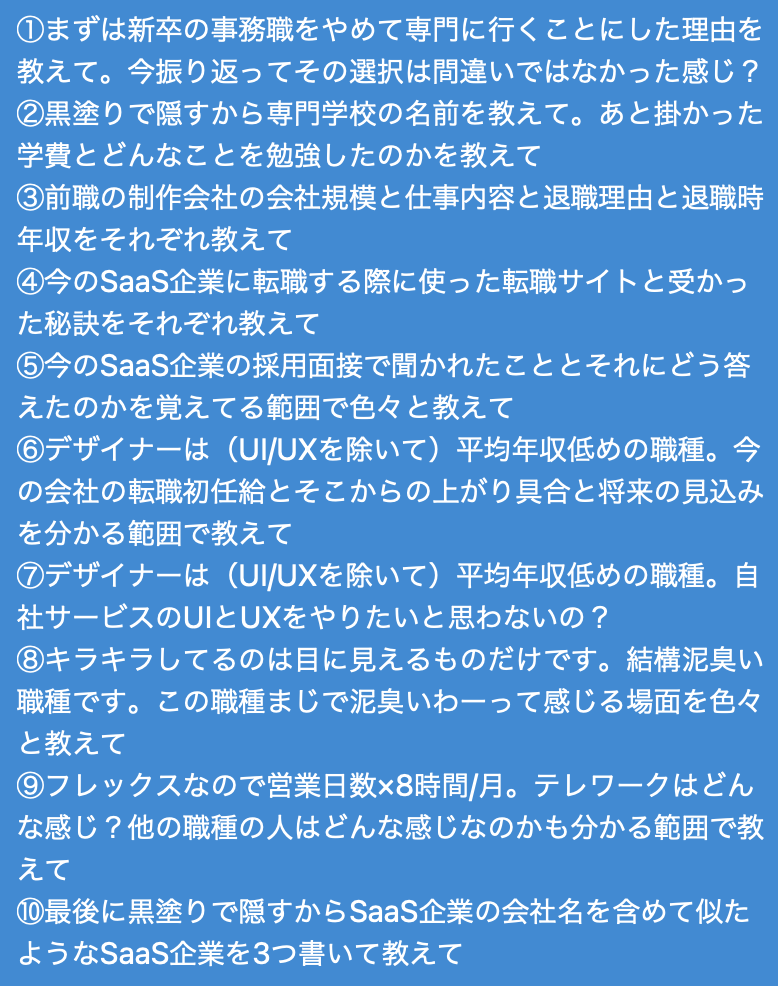 ①まずは新卒の事務職をやめて専門に行くことにした理由を
教えて。今振り返ってその選択は間違いではなかった感じ？
②黒塗りで隠すから専門学校の名前を教えて。あと掛かった
学費とどんなことを勉強したのかを教えて
③前職の制作会社の会社規模と仕事内容と退職理由と退職時
年収をそれぞれ教えて
④今のSaaS企業に転職する際に使った転職サイトと受かっ
た秘訣をそれぞれ教えて
⑤今のSaaS企業の採用面接で聞かれたこととそれにどう答
えたのかを覚えてる範囲で色々と教えて
⑥デザイナーは（UI/UXを除いて）平均年収低めの職種。今
の会社の転職初任給とそこからの上がり具合と将来の見込み
を分かる範囲で教えて
⑦デザイナーは（UI/UXを除いて）平均年収低めの職種。自
社サービスのUIとUXをやりたいと思わないの？
⑧キラキラしてるのは目に見えるものだけです。結構泥臭い
職種です。この職種まじで泥臭いわーって感じる場面を色々
と教えて
⑨フレックスなので営業日数×8時間/月。テレワークはどん
な感じ？他の職種の人はどんな感じなのかも分かる範囲で教
えて
⑩最後に黒塗りで隠すからSaaS企業の会社名を含めて似た
ようなSaaS企業を3つ書いて教えて